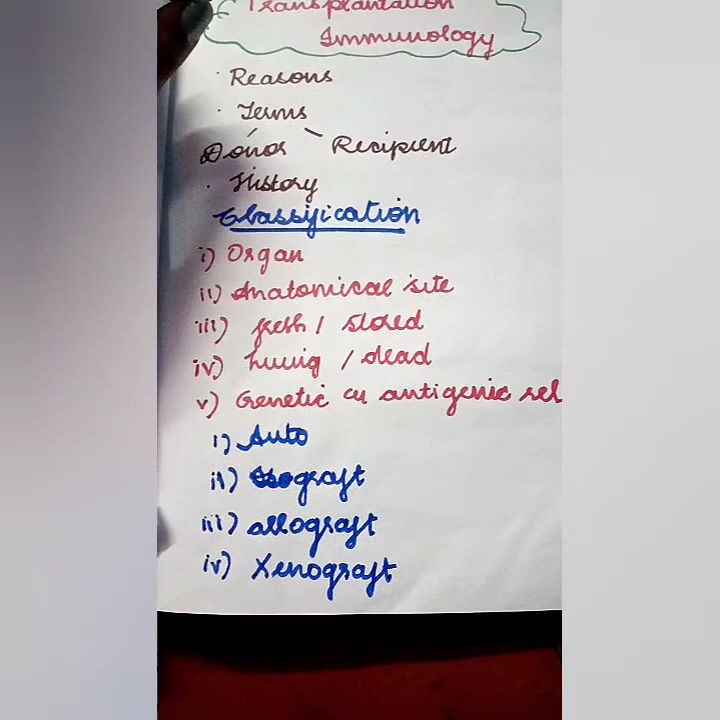 Transplantation
Immunology
· Reasons
· Terms
Donor Recipient
· History
Classification
i) Organ
ii) Anatomical site
iii) fresh / stored
iv) living / dead
v) Genetic or antigenic rel
i) Auto
ii) Isograft
iii) allograft
iv) Xenograft